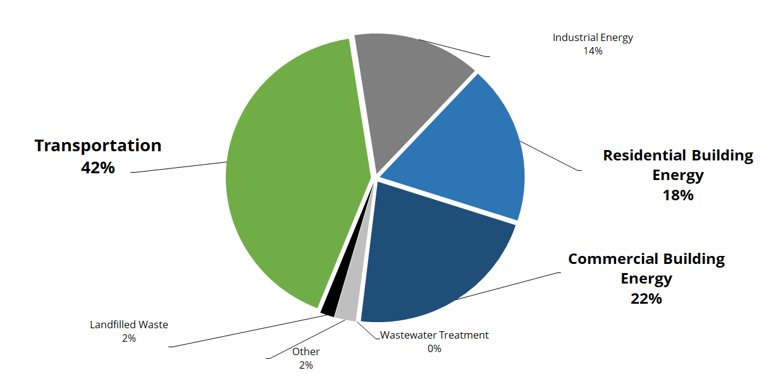 Industrial Energy
14%
Transportation
42%
Residential Building
Energy
18%
Commercial Building
Energy
22%
Landfilled Waste
2%
Other
2%
Wastewater Treatment
0%